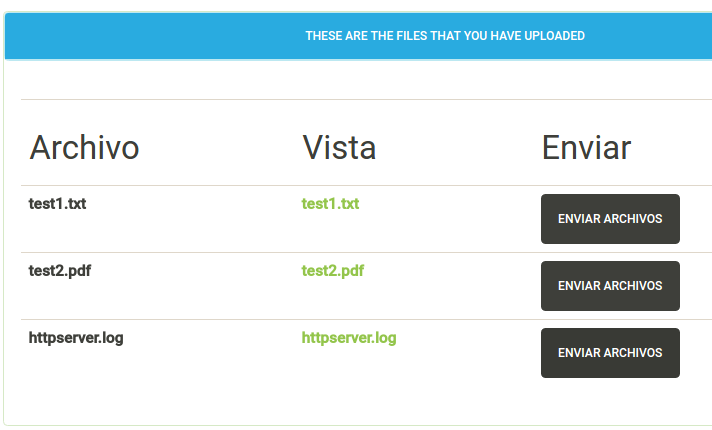 THESE ARE THE FILES THAT YOU HAVE UPLOADED
Archivo Vista Enviar
test1.txt test1.txt ENVIAR ARCHIVOS
test2.pdf test2.pdf ENVIAR ARCHIVOS
httpserver.log httpserver.log ENVIAR ARCHIVOS